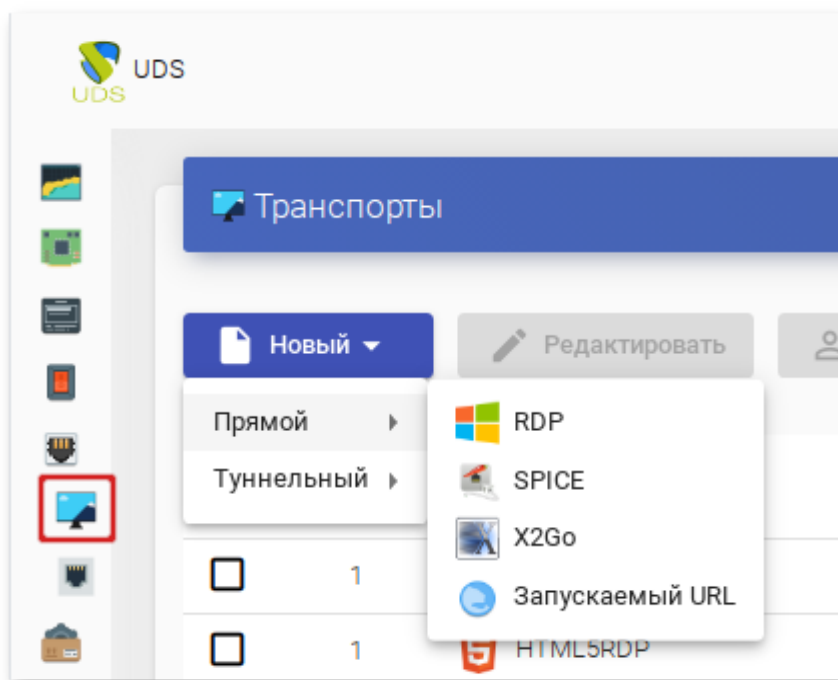 UDS
UDS
Транспорты
Новый
Редактировать
Прямой
Туннельный
RDP
SPICE
X2Go
Запускаемый URL
1
1
HTML5RDP